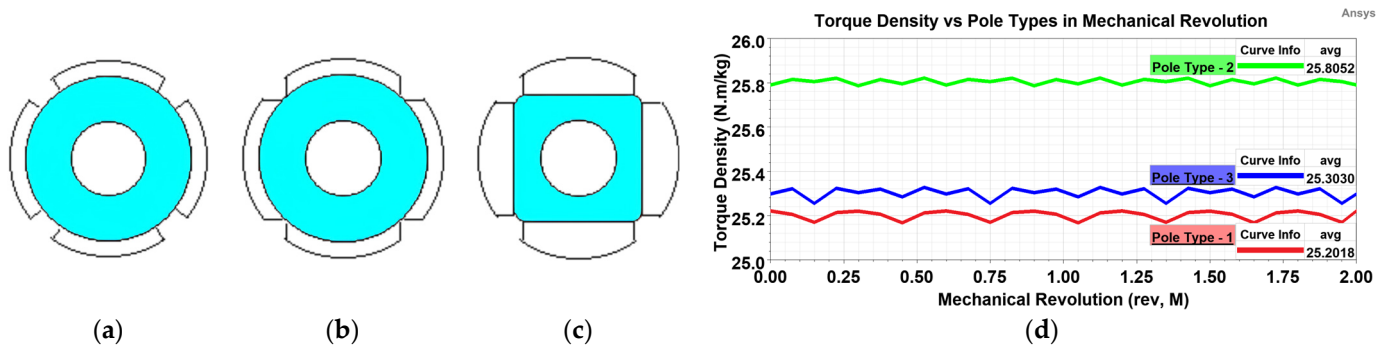 Torque Density vs Pole Types in Mechanical Revolution
Ansys
Torque Density (N.m/kg)
26.0
25.8
25.6
25.4
25.2
25.0
Pole Type - 2
Curve Info avg
25.8052
Pole Type - 3
Curve Info avg
25.3030
Pole Type - 1
Curve Info avg
25.2018
0.00 0.25 0.50 0.75 1.00 1.25 1.50 1.75 2.00
Mechanical Revolution (rev, M)
(a) (b) (c) (d)